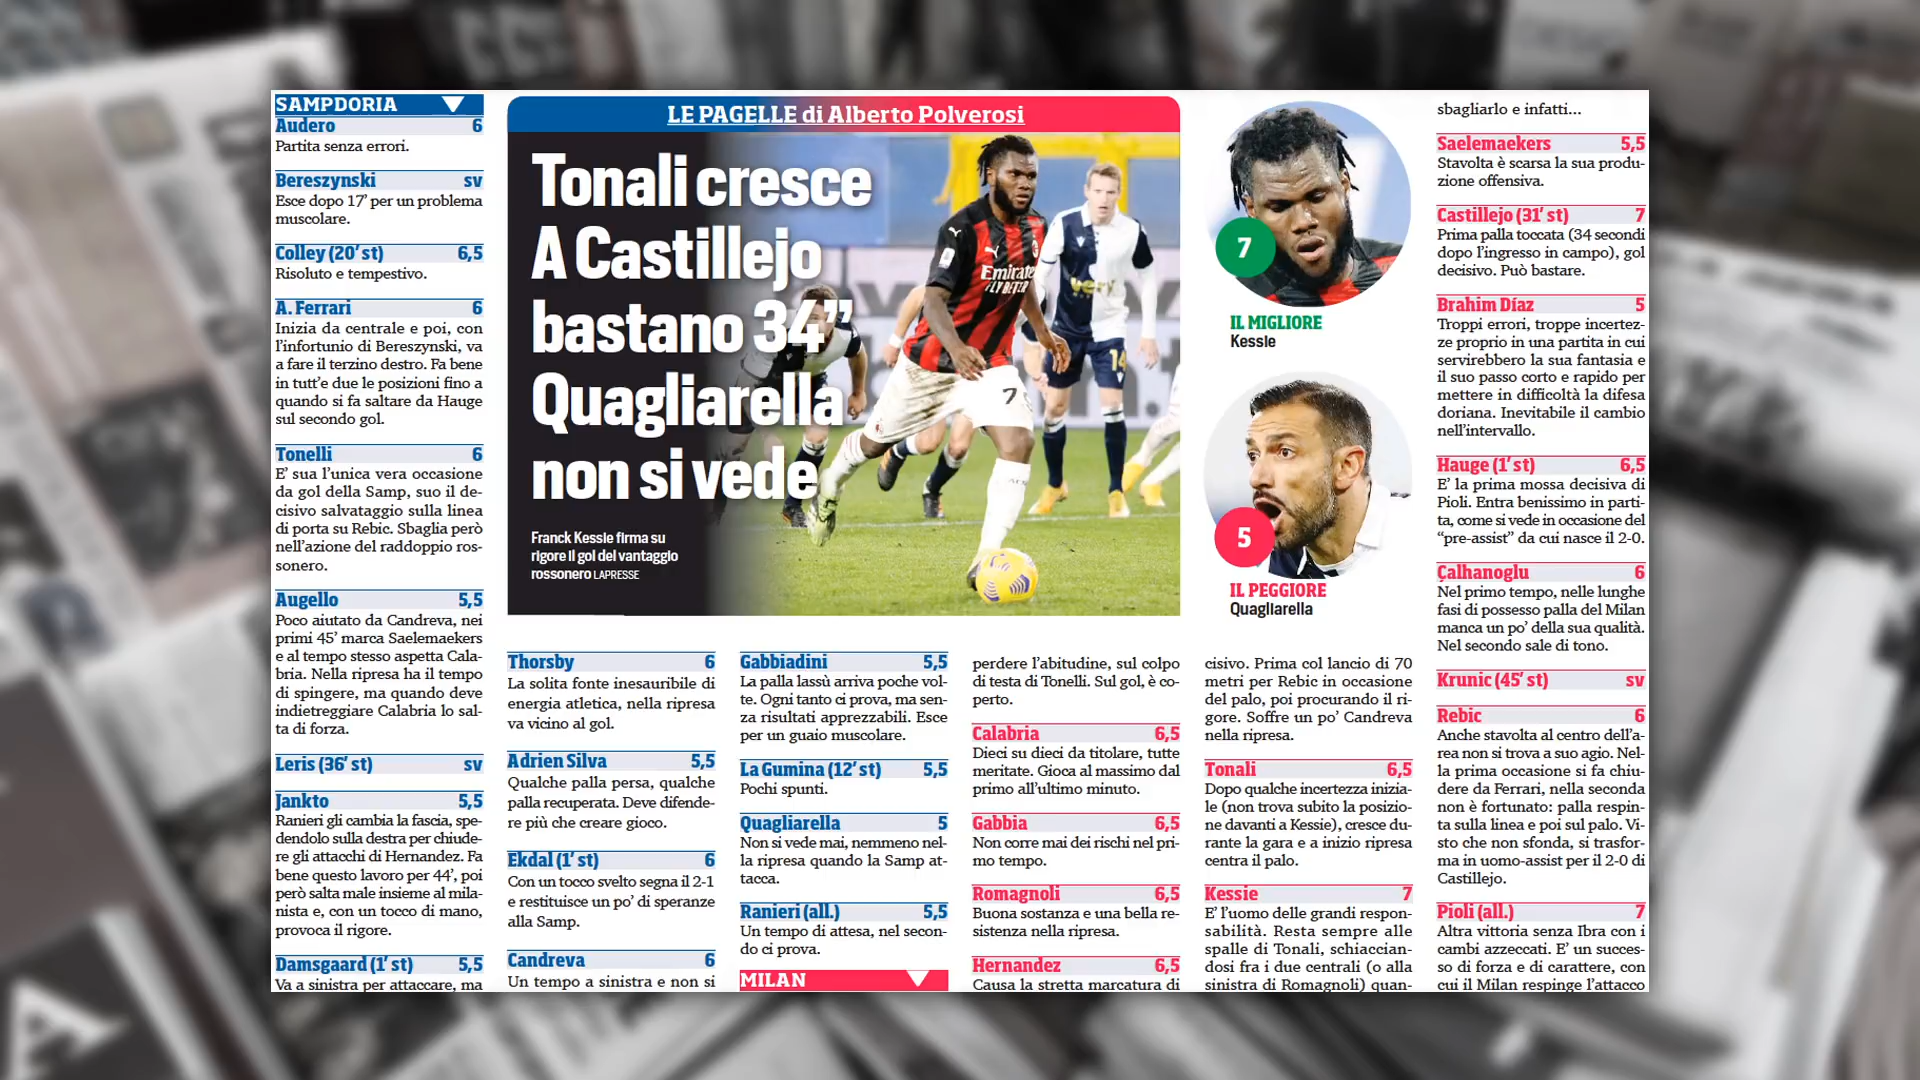 SAMPDORIA
Audero 6
Partita senza errori.
Bereszynski sv
Esce dopo 17' per un problema
muscolare.
Colley (20' st) 6,5
Risoluto e tempestivo.
A. Ferrari 6
Inizia da centrale e poi, con
l'infortunio di Bereszynski, va
a fare il terzino destro. Fa bene
in tutt'e due le posizioni fino a
quando si fa saltare da Hauge
sul secondo gol.
Tonelli 6
E' sua l'unica vera occasione
da gol della Samp, suo il de-
cisivo salvataggio sulla linea
di porta su Rebic. Sbaglia però
nell'azione del raddoppio ros-
sonero.
Augello 5,5
Poco aiutato da Candreva, nei
primi 45' marca Saelemaekers
e al tempo stesso aspetta Cala-
bria. Nella ripresa ha il tempo
di spingere, ma quando deve
indietreggiare Calabria lo sal-
ta di forza.
Leris (36' st) sv
Jankto 5,5
Ranieri gli cambia la fascia, spe-
dendolo sulla destra per chiude-
re gli attacchi di Hernandez. Fa
bene questo lavoro per 44', poi
però salta male insieme al mila-
nista e, con un tocco di mano,
provoca il rigore.
Damsgaard (1' st) 5,5
Va a sinistra per attaccare, ma
LE PAGELLE di Alberto Polverosi
Tonali cresce
A Castillejo
bastano 34”
Quagliarella
non si vede
Franck Kessie firma su
rigore il gol del vantaggio
rossonero LAPRESSE
Emirates
FLY BETTER
very
7
14
Thorsby 6
La solita fonte inesauribile di
energia atletica, nella ripresa
va vicino al gol.
Adrien Silva 5,5
Qualche palla persa, qualche
palla recuperata. Deve difende-
re più che creare gioco.
Ekdal (1' st) 6
Con un tocco svelto segna il 2-1
e restituisce un po' di speranze
alla Samp.
Candreva 6
Un tempo a sinistra e non si
Gabbiadini 5,5
La palla lassù arriva poche vol-
te. Ogni tanto ci prova, ma sen-
za risultati apprezzabili. Esce
per un guaio muscolare.
La Gumina (12' st) 5,5
Pochi spunti.
Quagliarella 5
Non si vede mai, nemmeno nel-
la ripresa quando la Samp at-
tacca.
Ranieri (all.) 5,5
Un tempo di attesa, nel secon-
do ci prova.
MILAN
perdere l'abitudine, sul colpo
di testa di Tonelli. Sul gol, è co-
perto.
Calabria 6,5
Dieci su dieci da titolare, tutte
meritate. Gioca al massimo dal
primo all'ultimo minuto.
Gabbia 6,5
Non corre mai dei rischi nel pri-
mo tempo.
Romagnoli 6,5
Buona sostanza e una bella re-
sistenza nella ripresa.
Hernandez 6,5
Causa la stretta marcatura di
7
IL MIGLIORE
Kessie
5
IL PEGGIORE
Quagliarella
cisivo. Prima col lancio di 70
metri per Rebic in occasione
del palo, poi procurando il ri-
gore. Soffre un po' Candreva
nella ripresa.
Tonali 6,5
Dopo qualche incertezza inizia-
le (non trova subito la posizio-
ne davanti a Kessie), cresce du-
rante la gara e a inizio ripresa
centra il palo.
Kessie 7
E' l'uomo delle grandi respon-
sabilità. Resta sempre alle
spalle di Tonali, schiaccian-
dosi fra i due centrali (o alla
sinistra di Romagnoli) quan-
sbagliarlo e infatti...
Saelemaekers 5,5
Stavolta è scarsa la sua produ-
zione offensiva.
Castillejo (31' st) 7
Prima palla toccata (34 secondi
dopo l'ingresso in campo), gol
decisivo. Può bastare.
Brahim Díaz 5
Troppi errori, troppe incertez-
ze proprio in una partita in cui
servirebbero la sua fantasia e
il suo passo corto e rapido per
mettere in difficoltà la difesa
doriana. Inevitabile il cambio
nell'intervallo.
Hauge (1' st) 6,5
E' la prima mossa decisiva di
Pioli. Entra benissimo in parti-
ta, come si vede in occasione del
“pre-assist” da cui nasce il 2-0.
Çalhanoglu 6
Nel primo tempo, nelle lunghe
fasi di possesso palla del Milan
manca un po' della sua qualità.
Nel secondo sale di tono.
Krunic (45' st) sv
Rebic 6
Anche stavolta al centro dell'a-
rea non si trova a suo agio. Nel-
la prima occasione si fa chiu-
dere da Ferrari, nella seconda
non è fortunato: palla respin-
ta sulla linea e poi sul palo. Vi-
sto che non sfonda, si trasfor-
ma in uomo-assist per il 2-0 di
Castillejo.
Pioli (all.) 7
Altra vittoria senza Ibra con i
cambi azzeccati. E' un succes-
so di forza e di carattere, con
cui il Milan respinge l'attacco